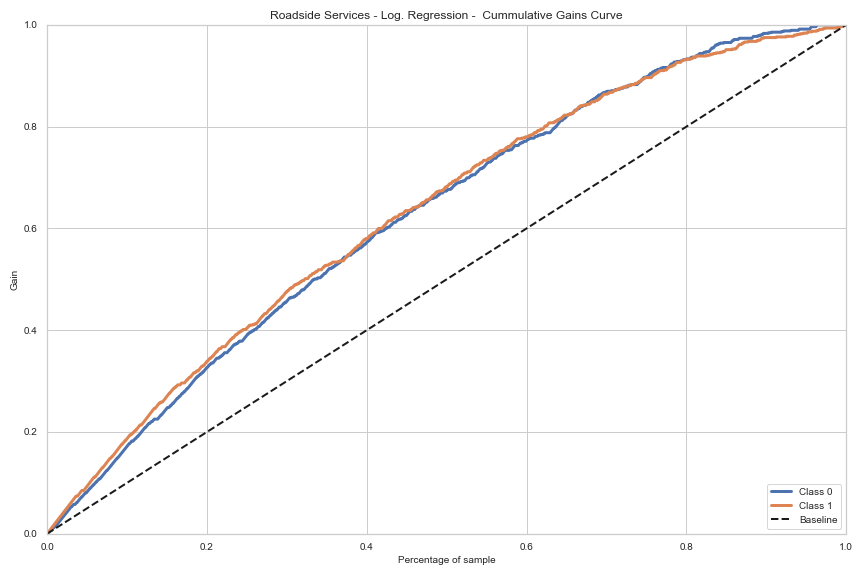 Roadside Services - Log. Regression -  Cummulative Gains Curve
1.0
0.8
0.6
0.4
0.2
0.0
Gain
Class 0
Class 1
Baseline
0.0 0.2 0.4 0.6 0.8 1.0
Percentage of sample